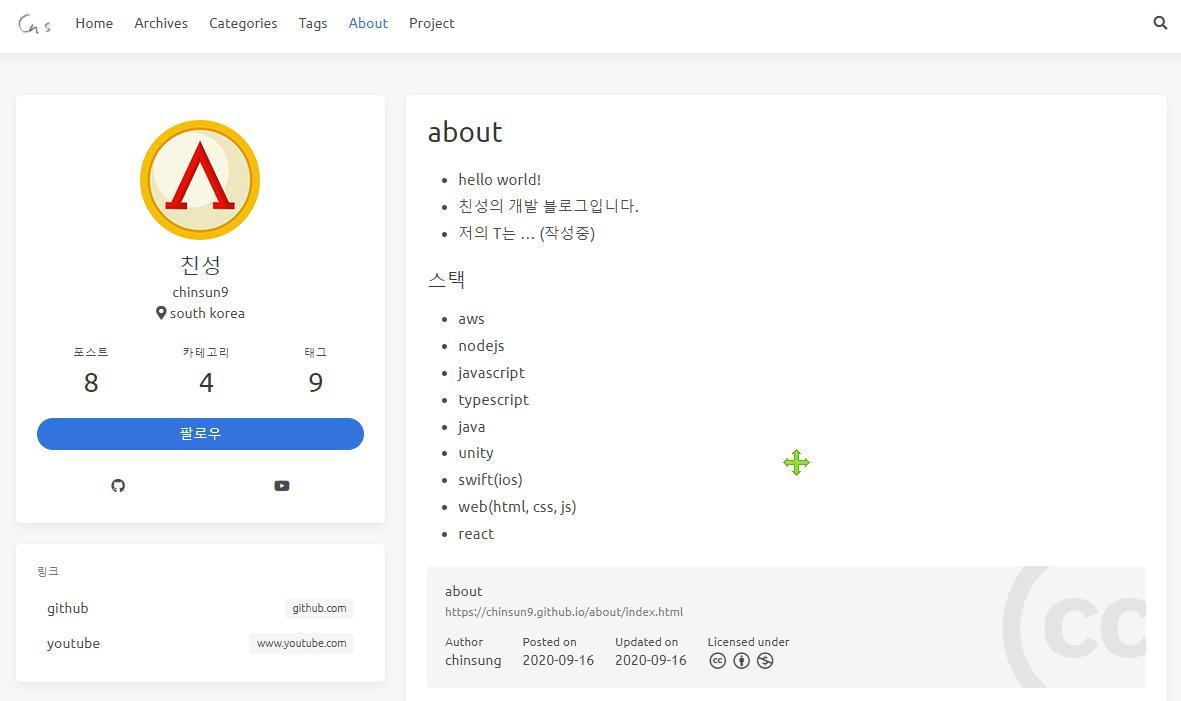 Cns
Home Archives Categories Tags About Project
친성
chinsun9
south korea
포스트 카테고리 태그
8 4 9
팔로우
링크
github github.com
youtube www.youtube.com
about
hello world!
친성의 개발 블로그입니다.
저의 T는 ... (작성중)
스택
aws
nodejs
javascript
typescript
java
unity
swift(ios)
web(html, css, js)
react
about
https://chinsun9.github.io/about/index.html
Author Posted on Updated on Licensed under
chinsung 2020-09-16 2020-09-16
cc